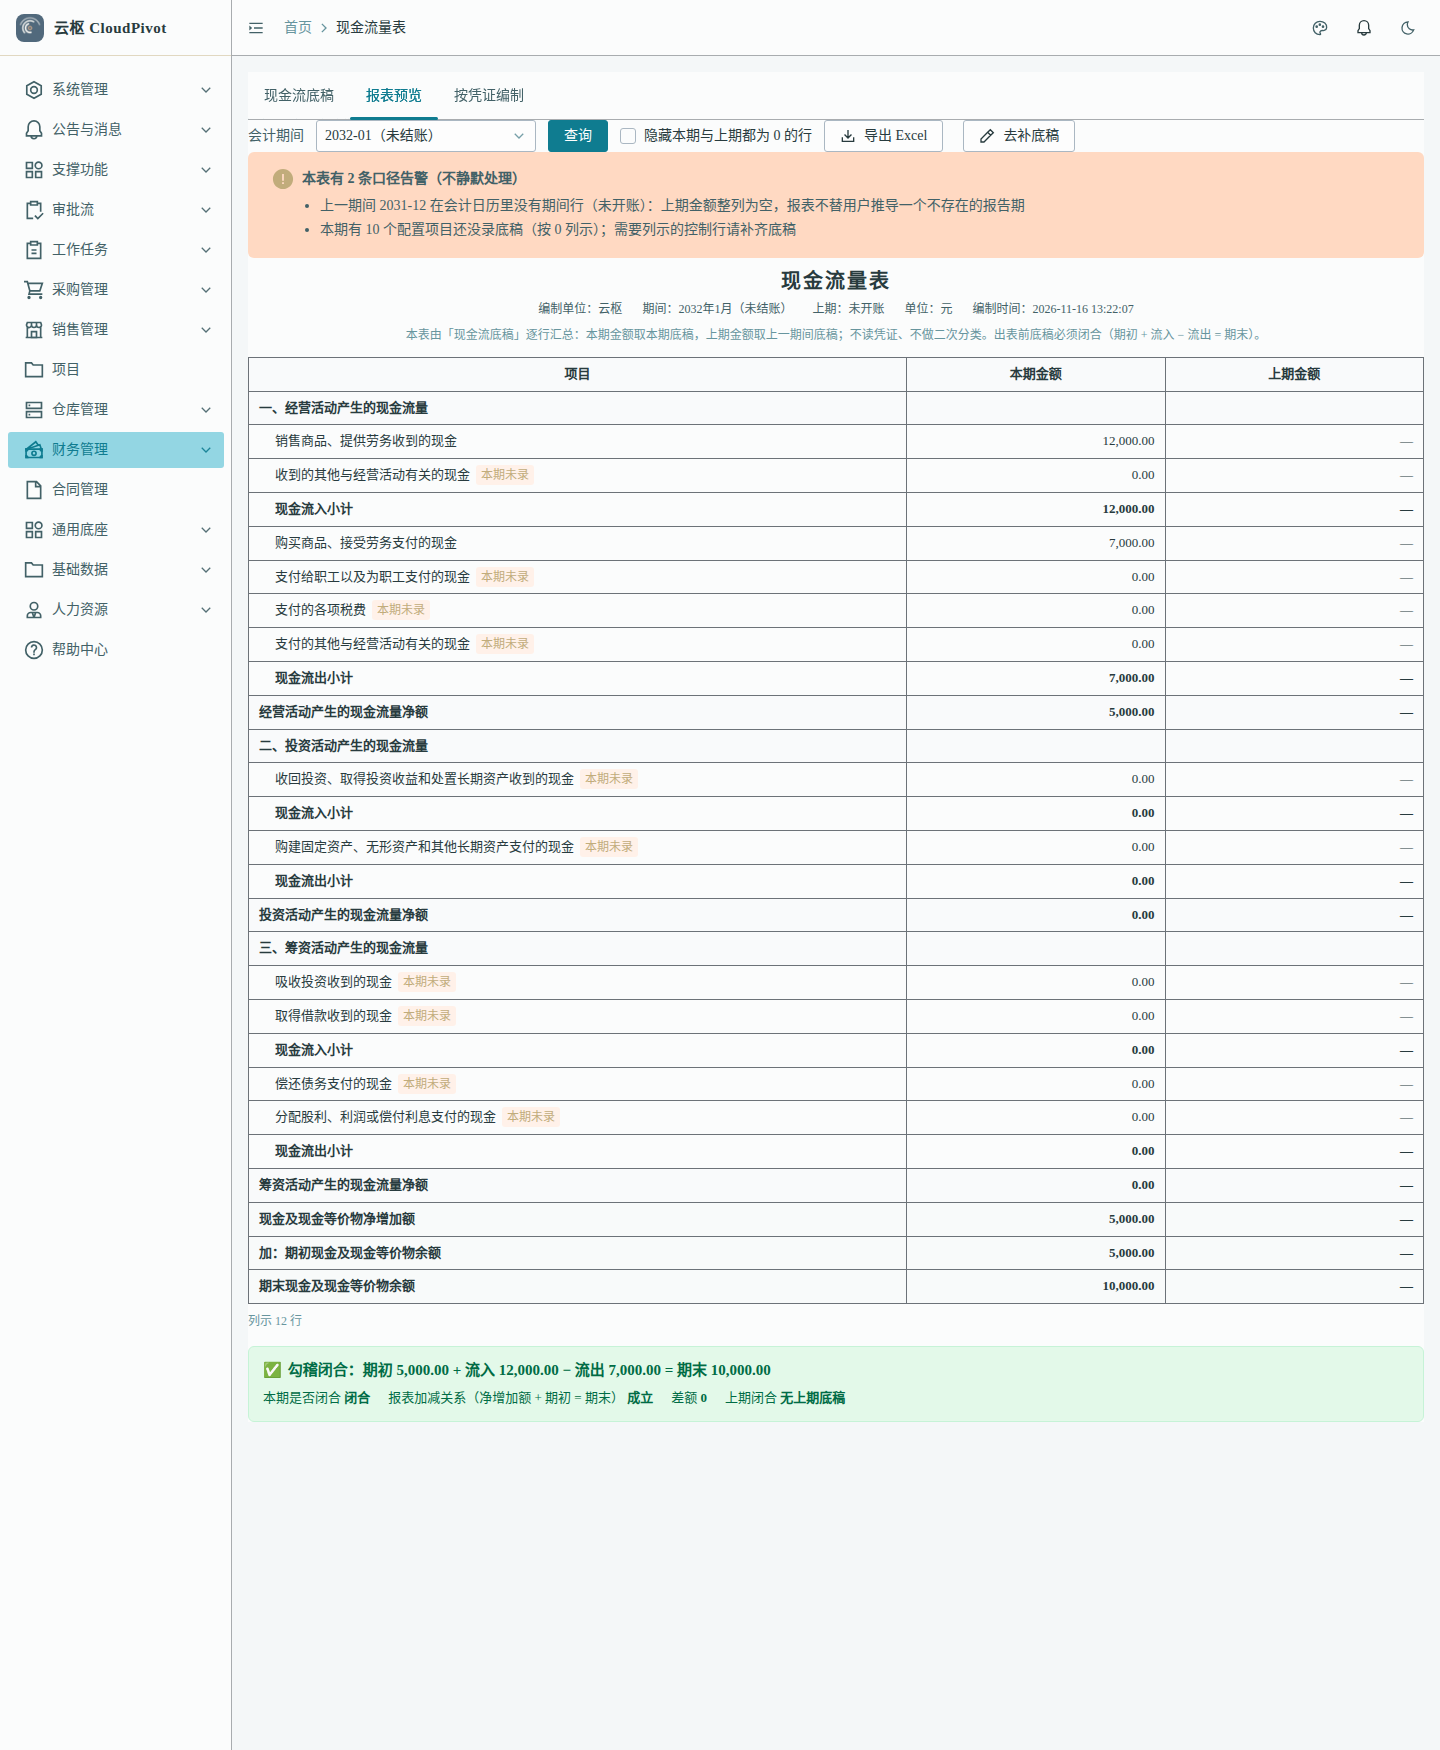 云枢 CloudPivot
首页 > 现金流量表
系统管理
公告与消息
支撑功能
审批流
工作任务
采购管理
销售管理
项目
仓库管理
财务管理
合同管理
通用底座
基础数据
人力资源
帮助中心
现金流底稿 报表预览 按凭证编制
会计期间 2032-01（未结账） 查询 隐藏本期与上期都为 0 的行 导出 Excel 去补底稿
本表有 2 条口径告警（不静默处理）
• 上一期间 2031-12 在会计日历里没有期间行（未开账）：上期金额整列为空，报表不替用户推导一个不存在的报告期
• 本期有 10 个配置项目还没录底稿（按 0 列示）；需要列示的控制行请补齐底稿
现金流量表
编制单位：云枢 期间：2032年1月（未结账） 上期：未开账 单位：元 编制时间：2026-11-16 13:22:07
本表由「现金流底稿」逐行汇总：本期金额取本期底稿，上期金额取上一期间底稿；不读凭证、不做二次分类。出表前底稿必须闭合（期初 + 流入 − 流出 = 期末）。
项目 本期金额 上期金额
一、经营活动产生的现金流量
销售商品、提供劳务收到的现金 12,000.00 —
收到的其他与经营活动有关的现金 本期未录 0.00 —
现金流入小计 12,000.00 —
购买商品、接受劳务支付的现金 7,000.00 —
支付给职工以及为职工支付的现金 本期未录 0.00 —
支付的各项税费 本期未录 0.00 —
支付的其他与经营活动有关的现金 本期未录 0.00 —
现金流出小计 7,000.00 —
经营活动产生的现金流量净额 5,000.00 —
二、投资活动产生的现金流量
收回投资、取得投资收益和处置长期资产收到的现金 本期未录 0.00 —
现金流入小计 0.00 —
购建固定资产、无形资产和其他长期资产支付的现金 本期未录 0.00 —
现金流出小计 0.00 —
投资活动产生的现金流量净额 0.00 —
三、筹资活动产生的现金流量
吸收投资收到的现金 本期未录 0.00 —
取得借款收到的现金 本期未录 0.00 —
现金流入小计 0.00 —
偿还债务支付的现金 本期未录 0.00 —
分配股利、利润或偿付利息支付的现金 本期未录 0.00 —
现金流出小计 0.00 —
筹资活动产生的现金流量净额 0.00 —
现金及现金等价物净增加额 5,000.00 —
加：期初现金及现金等价物余额 5,000.00 —
期末现金及现金等价物余额 10,000.00 —
列示 12 行
✅ 勾稽闭合：期初 5,000.00 + 流入 12,000.00 − 流出 7,000.00 = 期末 10,000.00
本期是否闭合 闭合 报表加减关系（净增加额 + 期初 = 期末） 成立 差额 0 上期闭合 无上期底稿